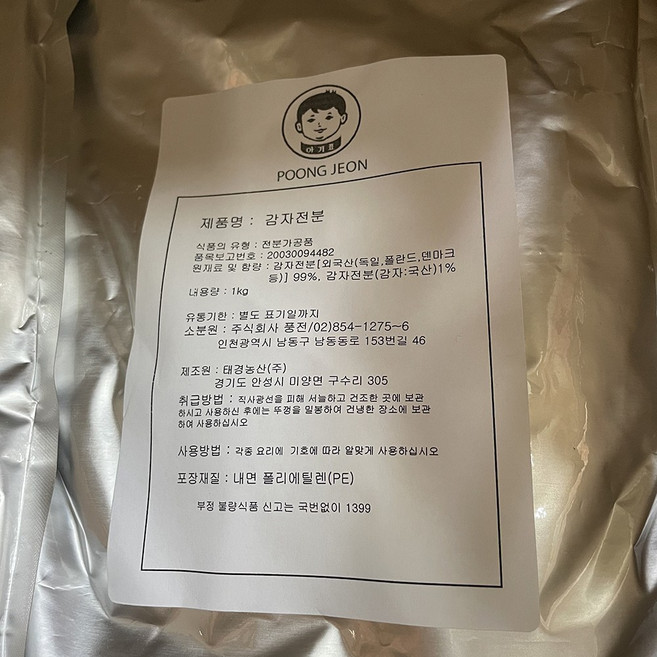 아기표
POONG JEON
제품명 : 감자전분
식품의 유형 : 전분가공품
품목보고번호 : 20030094482
원재료 및 함량 : 감자전분[외국산(독일,폴란드,덴마크
등)] 99%, 감자전분(감자:국산)1%
내용량 : 1kg
유통기한 : 별도 표기일까지
소분원 : 주식회사 풍전/02)854-1275~6
인천광역시 남동구 남동동로 153번길 46
제조원 : 태경농산(주)
경기도 안성시 미양면 구수리 305
취급방법 : 직사광선을 피해 서늘하고 건조한 곳에 보관
하시고 사용하신 후에는 뚜껑을 밀봉하여 건냉한 장소에 보관
하여 사용하십시오
사용방법 : 각종 요리에 기호에 따라 알맞게 사용하십시오
포장재질 : 내면 폴리에틸렌(PE)
부정 불량식품 신고는 국번없이 1399